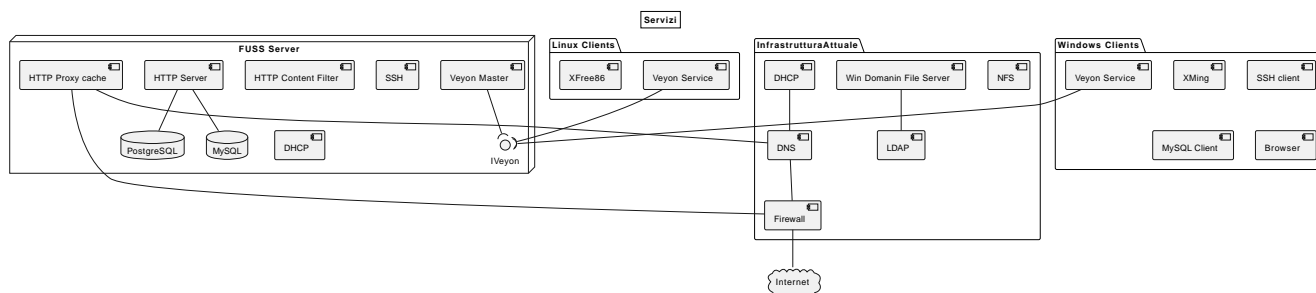 Servizi
FUSS Server
HTTP Proxy cache
HTTP Server
HTTP Content Filter
SSH
Veyon Master
PostgreSQL
MySQL
DHCP
IVeyon
Linux Clients
XFree86
Veyon Service
InfrastrutturaAttuale
DHCP
Win Domanin File Server
NFS
DNS
LDAP
Firewall
Internet
Windows Clients
Veyon Service
XMing
SSH client
MySQL Client
Browser